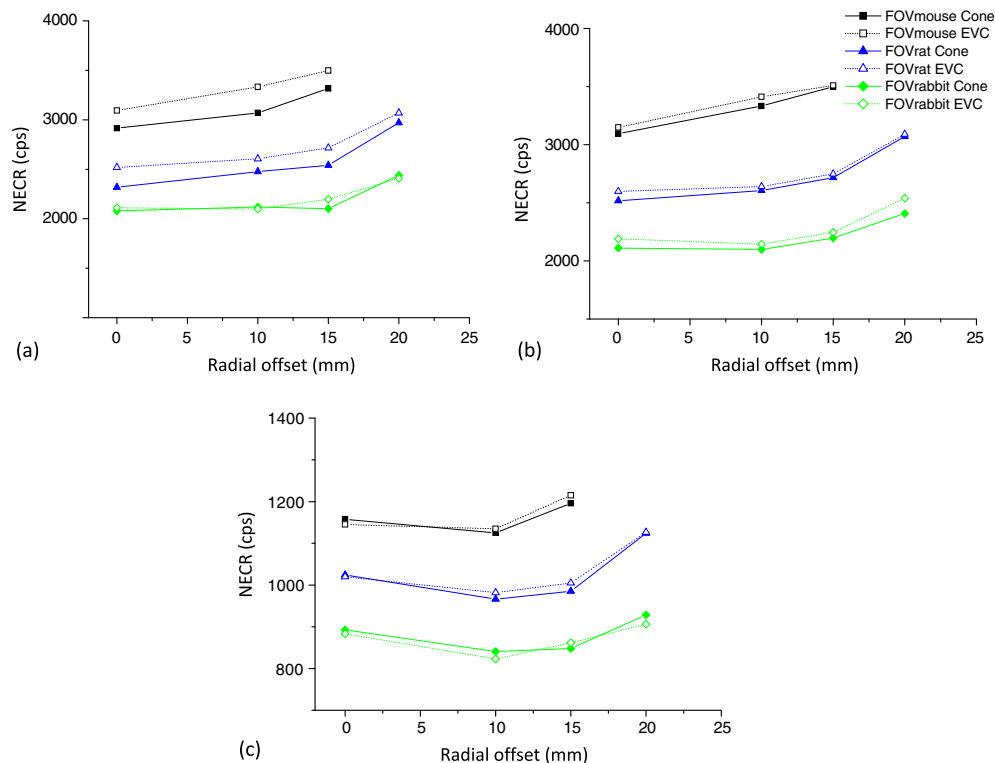 4000
3000
2000
NECR (cps)
0
5
10
15
20
25
Radial offset (mm)
(a)
4000
3000
2000
NECR (cps)
0
5
10
15
20
25
Radial offset (mm)
(b)
FOVmouse Cone
FOVmouse EVC
FOVrat Cone
FOVrat EVC
FOVrabbit Cone
FOVrabbit EVC
1400
1200
1000
800
NECR (cps)
0
5
10
15
20
25
Radial offset (mm)
(c)